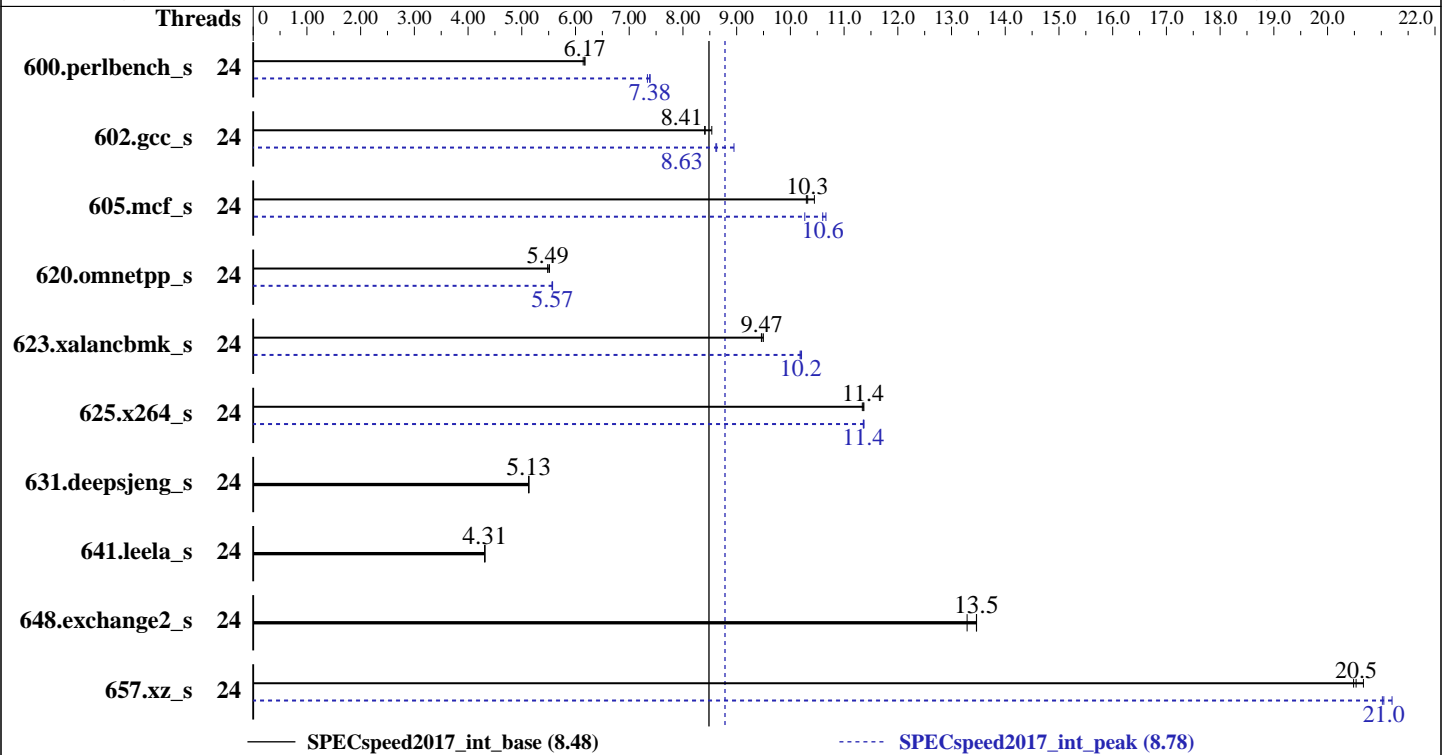 Threads 0 1.00 2.00 3.00 4.00 5.00 6.00 7.00 8.00 9.00 10.0 11.0 12.0 13.0 14.0 15.0 16.0 17.0 18.0 19.0 20.0 22.0
6.17
600.perlbench_s 24
7.38
8.41
602.gcc_s 24
8.63
10.3
605.mcf_s 24
10.6
5.49
620.omnetpp_s 24
5.57
9.47
623.xalancbmk_s 24
10.2
11.4
625.x264_s 24
11.4
5.13
631.deepsjeng_s 24
4.31
641.leela_s 24
13.5
648.exchange2_s 24
20.5
657.xz_s 24
21.0
SPECspeed2017_int_base (8.48) SPECspeed2017_int_peak (8.78)